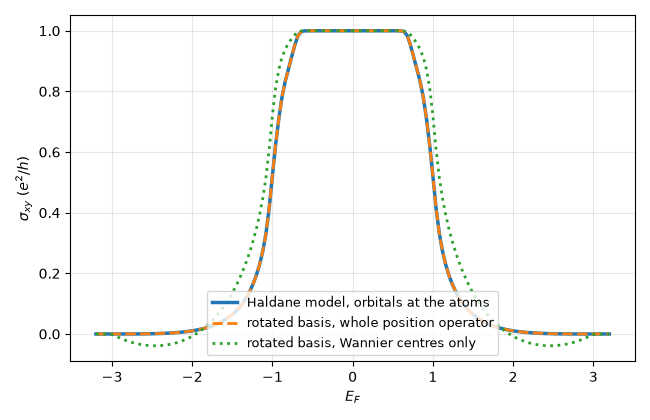 1.0
0.8
0.6
0.4
0.2
0.0
σxy (e²/h)
Haldane model, orbitals at the atoms
rotated basis, whole position operator
rotated basis, Wannier centres only
−3 −2 −1 0 1 2 3
EF